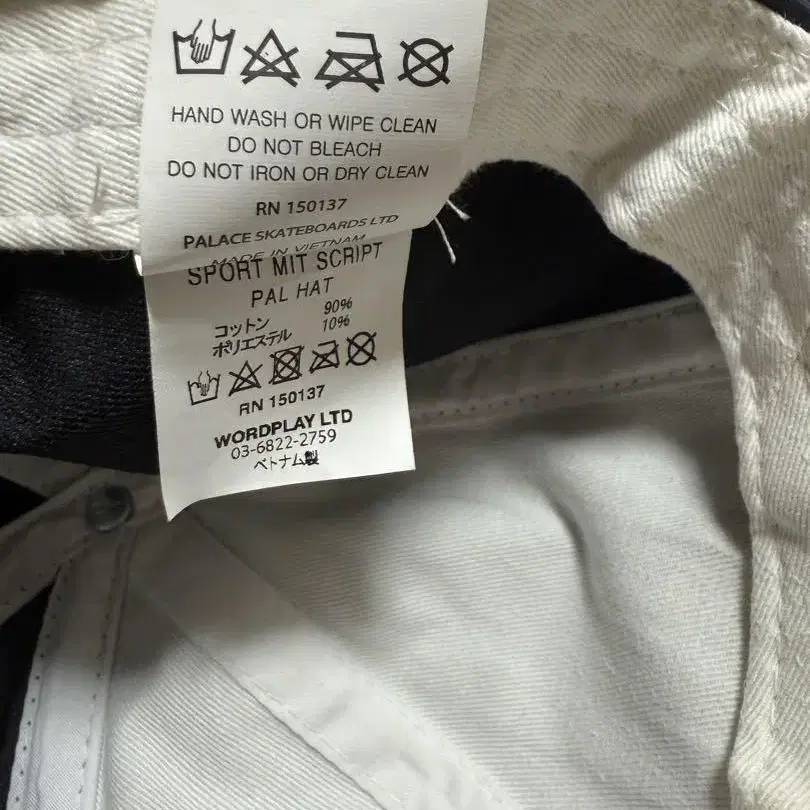 HAND WASH OR WIPE CLEAN
DO NOT BLEACH
DO NOT IRON OR DRY CLEAN
RN 150137
PALACE SKATEBOARDS LTD
MADE IN VIETNAM
SPORT MIT SCRIPT
PAL HAT
コットン 90%
ポリエステル 10%
RN 150137
WORDPLAY LTD
03-6822-2759
ベトナム製